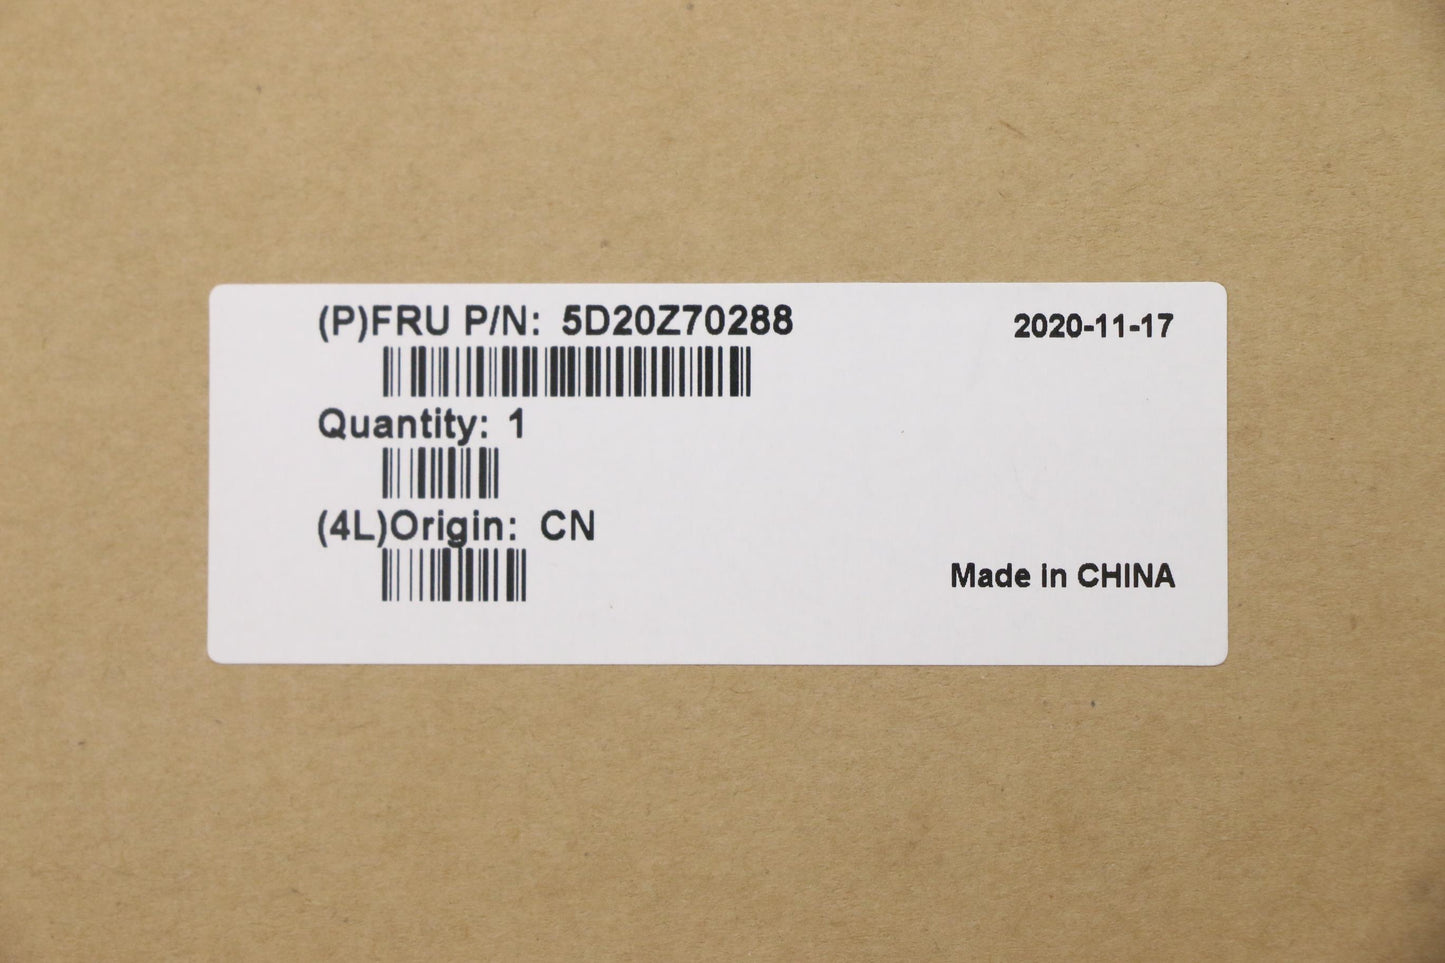 (P)FRU P/N: 5D20Z70288
2020-11-17
Quantity: 1
(4L)Origin: CN
Made in CHINA